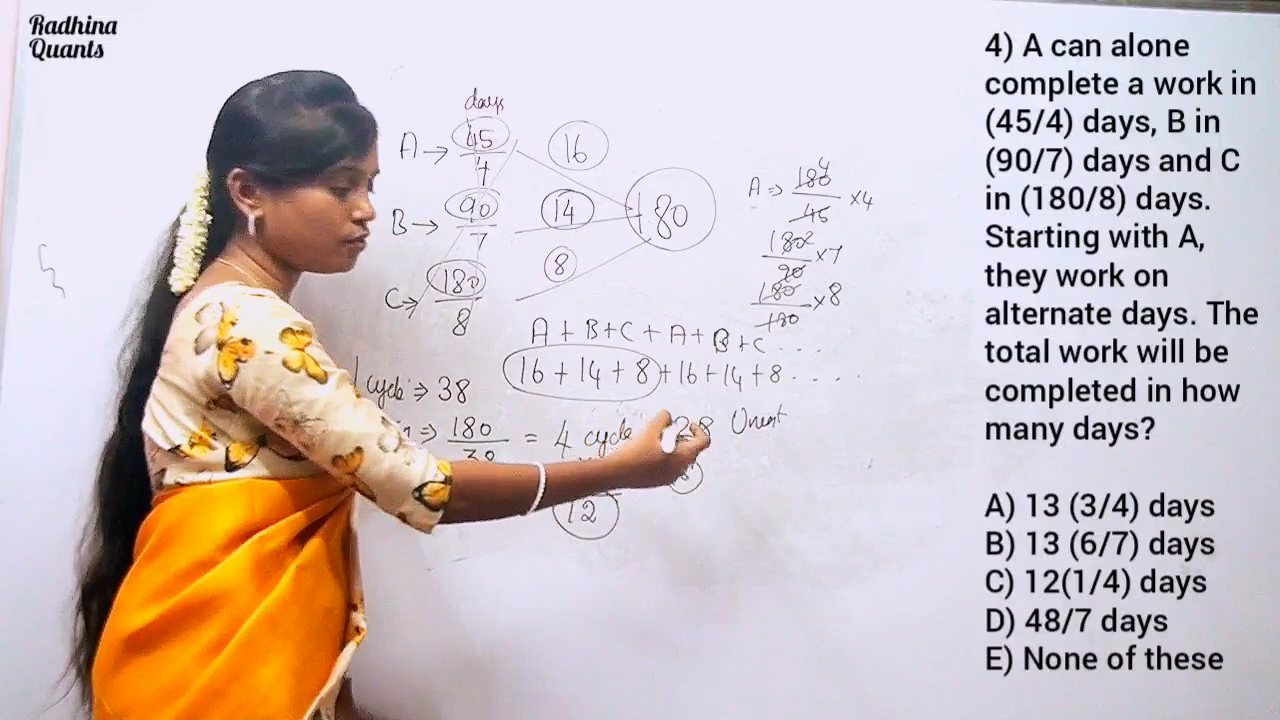 Radhina
Quants
days
A → 45/4
16
B → 90/7
14
180
C → 180/8
8
A ⇒ 180/45 ×4
4
180/90 ×7
2
180/180 ×8
A + B + C + A + B + C ...
16 + 14 + 8 + 16 + 14 + 8 ....
cycle ⇒ 38
⇒ 180/38 = 4 cycle 28
12
4) A can alone
complete a work in
(45/4) days, B in
(90/7) days and C
in (180/8) days.
Starting with A,
they work on
alternate days. The
total work will be
completed in how
many days?
A) 13 (3/4) days
B) 13 (6/7) days
C) 12(1/4) days
D) 48/7 days
E) None of these